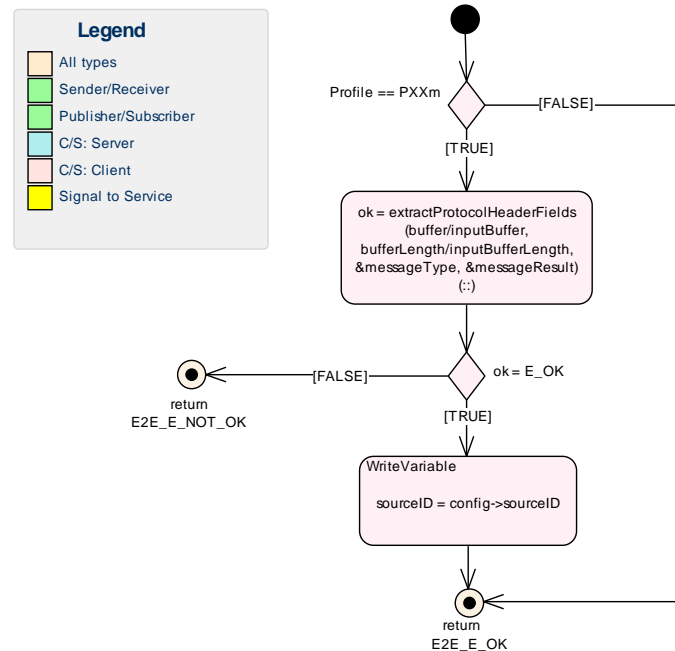 Legend
All types
Sender/Receiver
Publisher/Subscriber
C/S: Server
C/S: Client
Signal to Service
Profile == PXXm
[FALSE]
[TRUE]
ok = extractProtocolHeaderFields
(buffer/inputBuffer,
bufferLength/inputBufferLength,
&messageType, &messageResult)
(::)
[FALSE]
ok = E_OK
return
E2E_E_NOT_OK
[TRUE]
WriteVariable
sourceID = config->sourceID
return
E2E_E_OK